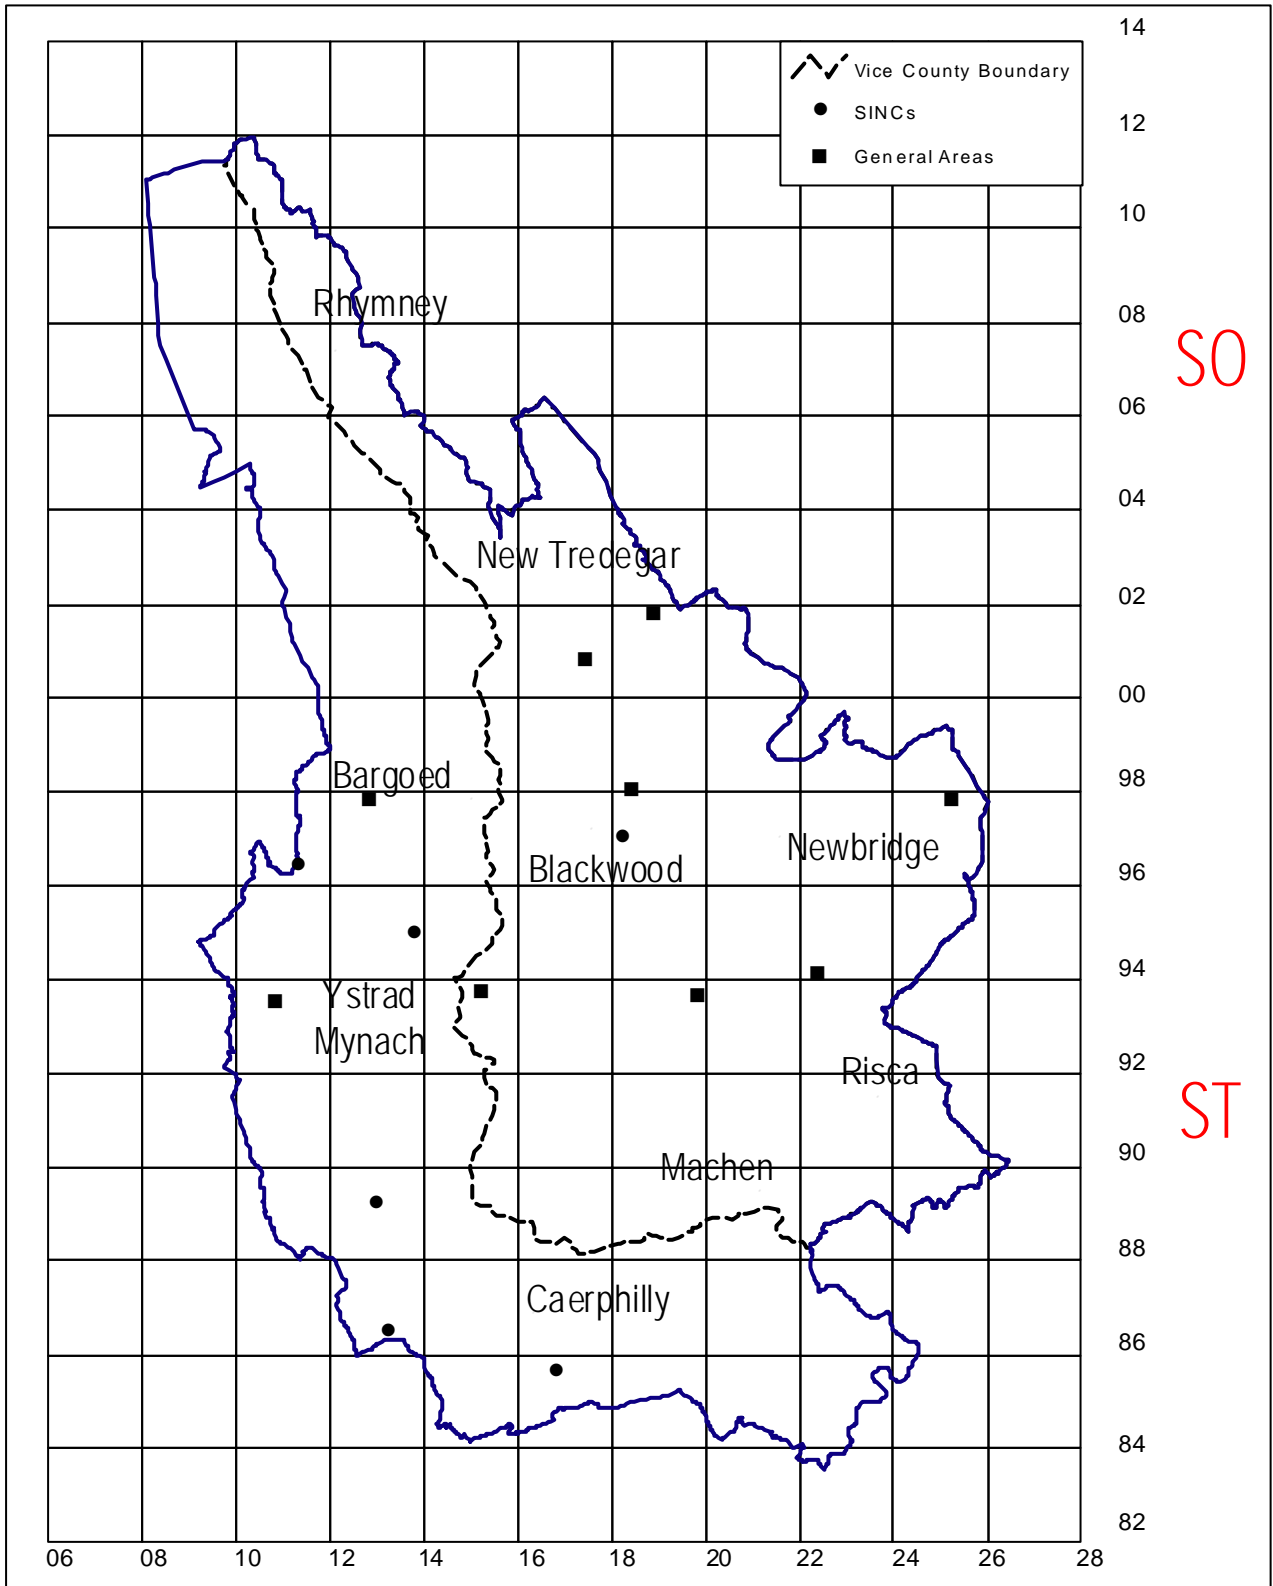 14
Vice County Boundary
SINCs
General Areas
12
10
Rhymney
08
SO
06
04
New Tredegar
02
00
Bargoed
98
Newbridge
Blackwood
96
94
Ystrad
Mynach
92
Risca
ST
90
Machen
88
Caerphilly
86
84
82
06 08 10 12 14 16 18 20 22 24 26 28